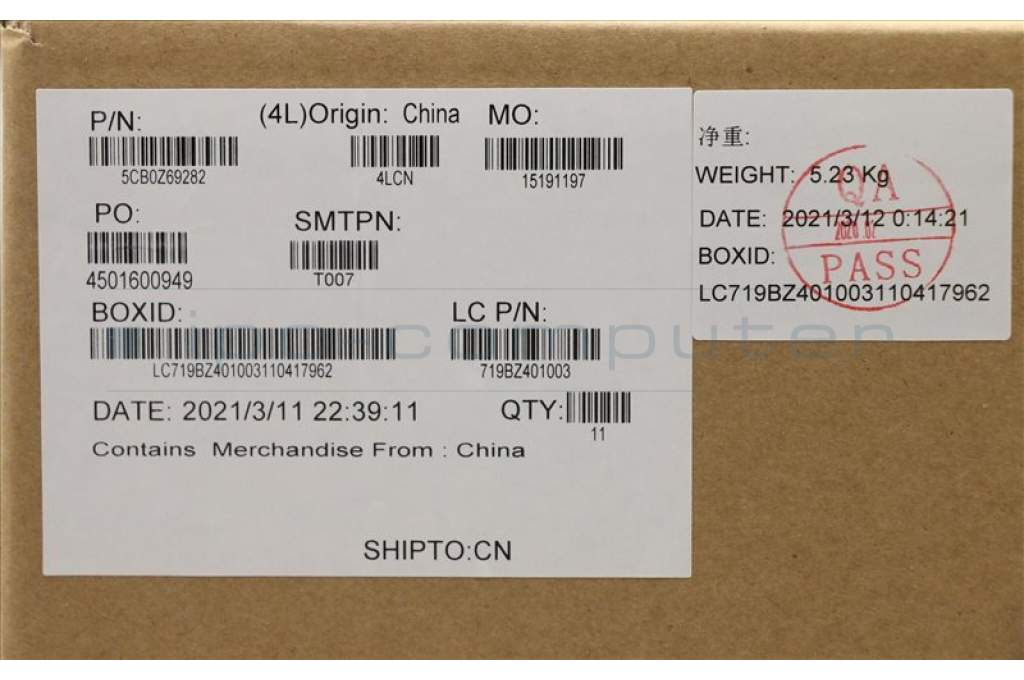 P/N: (4L)Origin: China MO:
5CB0Z69282 4LCN 15191197
PO: SMTPN:
4501600949 T007
BOXID: LC P/N:
LC719BZ401003110417962 719BZ401003
DATE: 2021/3/11 22:39:11 QTY:
11
Contains Merchandise From : China
SHIPTO:CN
净重:
WEIGHT: 5.23 Kg
DATE: 2021/3/12 0:14:21
BOXID:
LC719BZ401003110417962
QA
PASS
ipc-computer